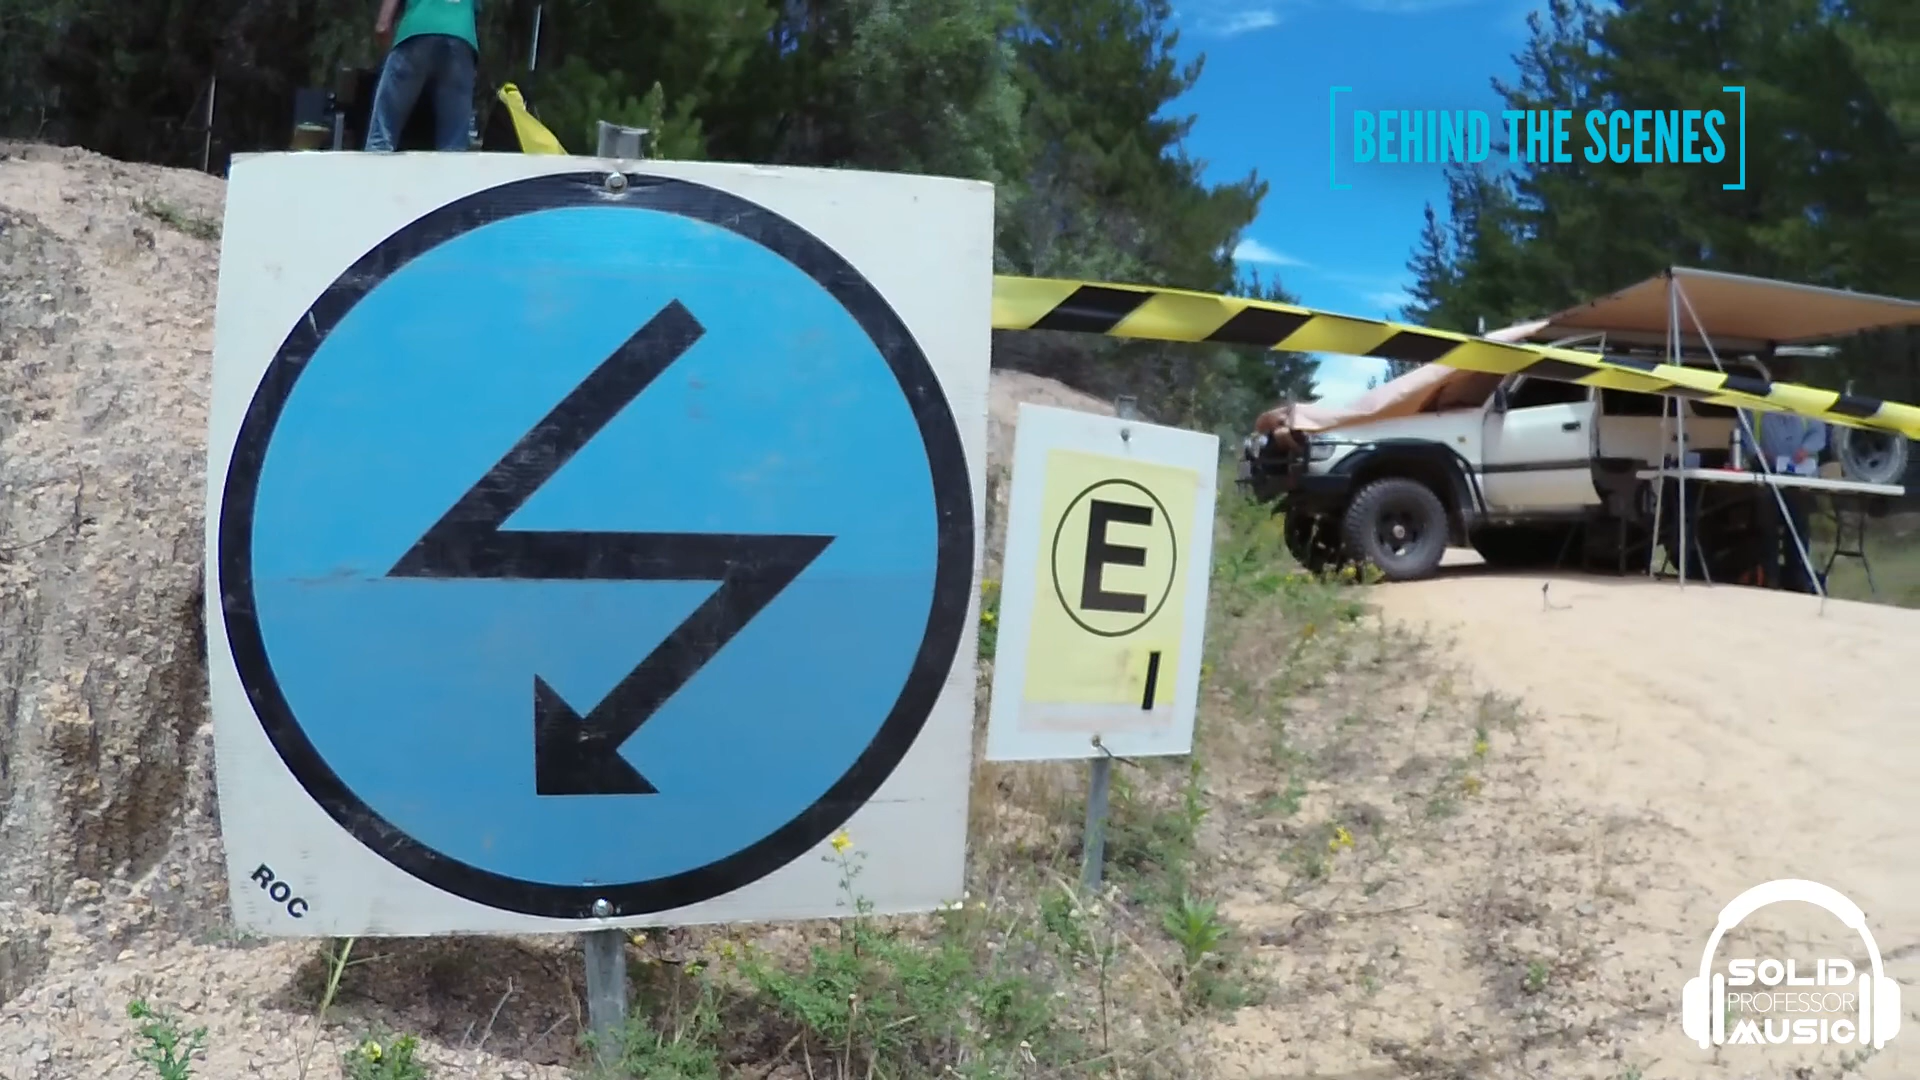 [BEHIND THE SCENES]
E
I
ROC
SOLID
PROFESSOR
MUSIC